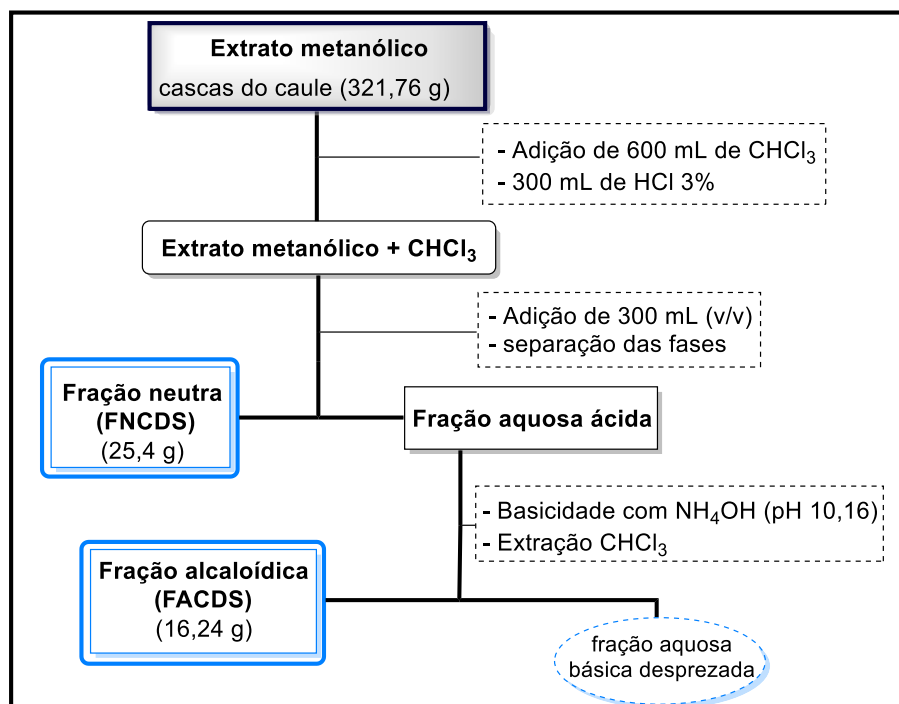 Extrato metanólico
cascas do caule (321,76 g)
- Adição de 600 mL de CHCl₃
- 300 mL de HCl 3%
Extrato metanólico + CHCl₃
- Adição de 300 mL (v/v)
- separação das fases
Fração neutra
(FNCDS)
(25,4 g)
Fração aquosa ácida
- Basicidade com NH₄OH (pH 10,16)
- Extração CHCl₃
Fração alcaloídica
(FACDS)
(16,24 g)
fração aquosa
básica desprezada